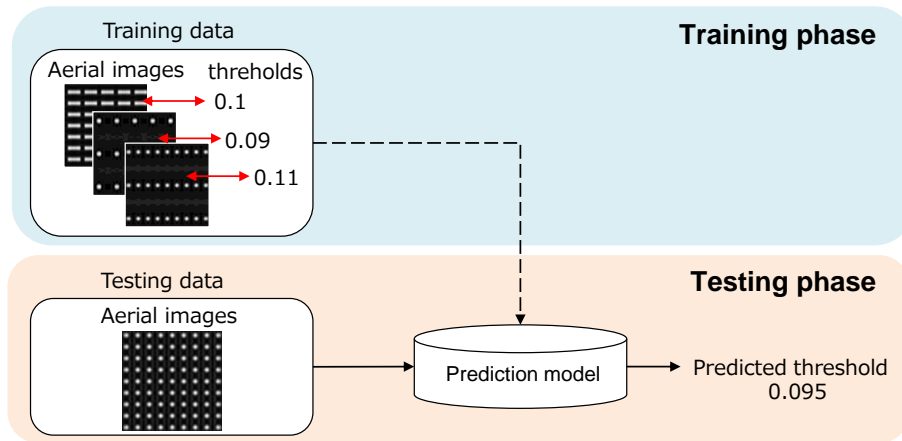 Training phase
Training data
Aerial images threholds
0.1
0.09
0.11
Testing phase
Testing data
Aerial images
Prediction model
Predicted threshold
0.095